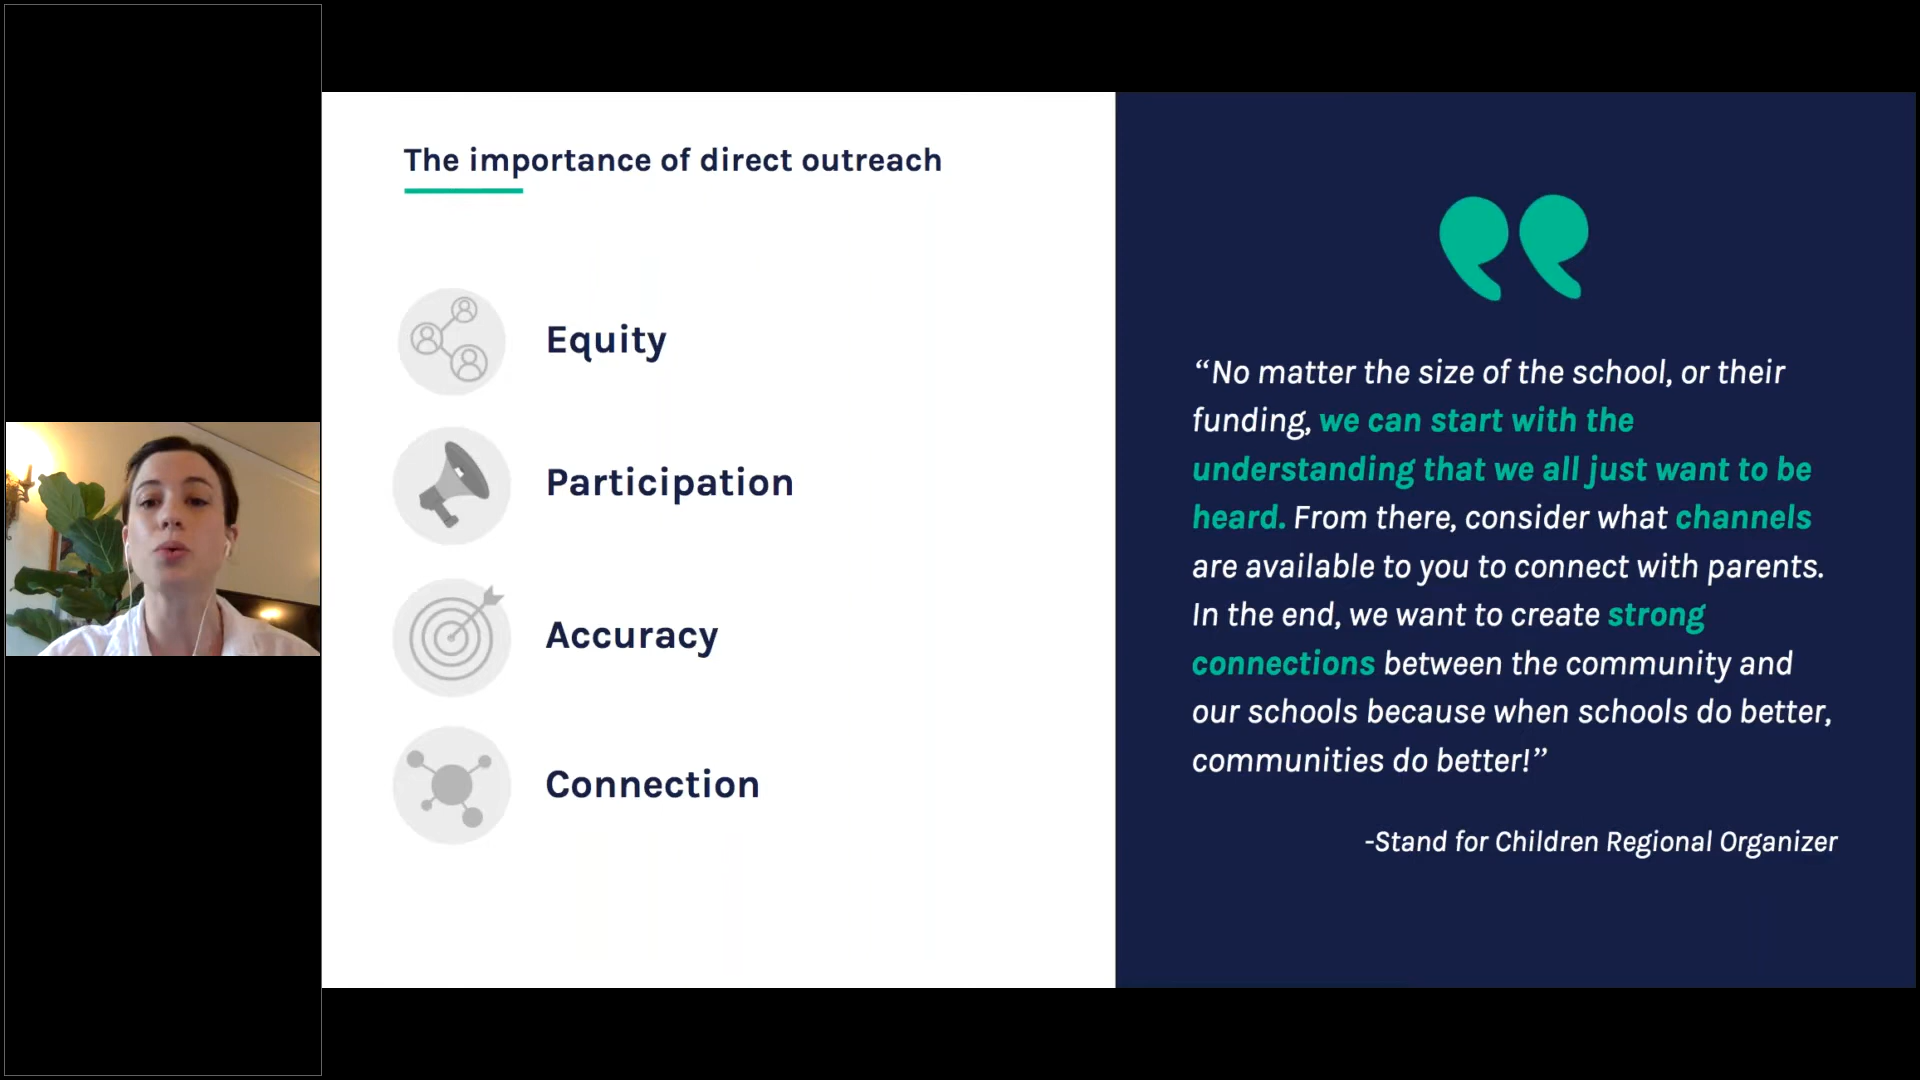 The importance of direct outreach
Equity
Participation
Accuracy
Connection
“No matter the size of the school, or their
funding, we can start with the
understanding that we all just want to be
heard. From there, consider what channels
are available to you to connect with parents.
In the end, we want to create strong
connections between the community and
our schools because when schools do better,
communities do better!”
-Stand for Children Regional Organizer